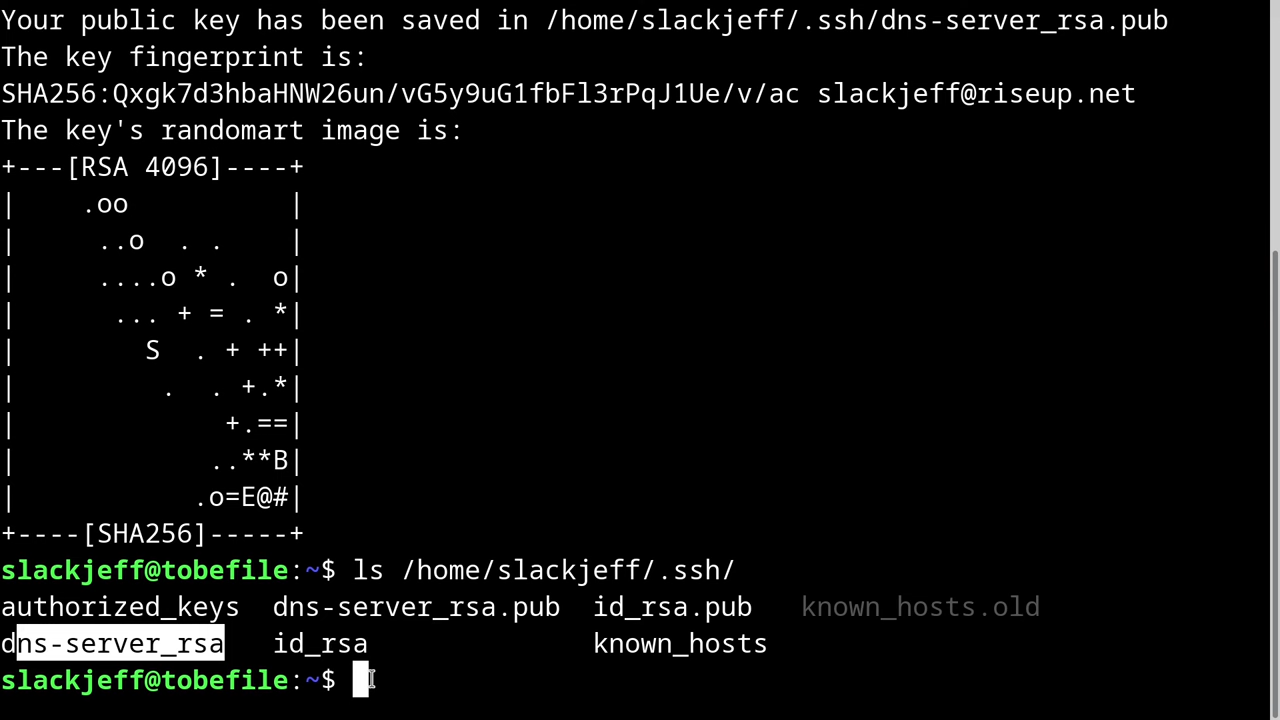 Your public key has been saved in /home/slackjeff/.ssh/dns-server_rsa.pub
The key fingerprint is:
SHA256:Qxgk7d3hbaHNW26un/vG5y9uG1fbFl3rPqJ1Ue/v/ac slackjeff@riseup.net
The key's randomart image is:
+---[RSA 4096]----+
|    .oo          |
|     ..o  . .    |
|     ....o * .  o|
|      ... + = . *|
|        S  . + ++|
|         .  . +.*|
|             +.==|
|            ..**B|
|           .o=E@#|
+----[SHA256]-----+
slackjeff@tobefile:~$ ls /home/slackjeff/.ssh/
authorized_keys  dns-server_rsa.pub  id_rsa.pub   known_hosts.old
dns-server_rsa   id_rsa              known_hosts
slackjeff@tobefile:~$